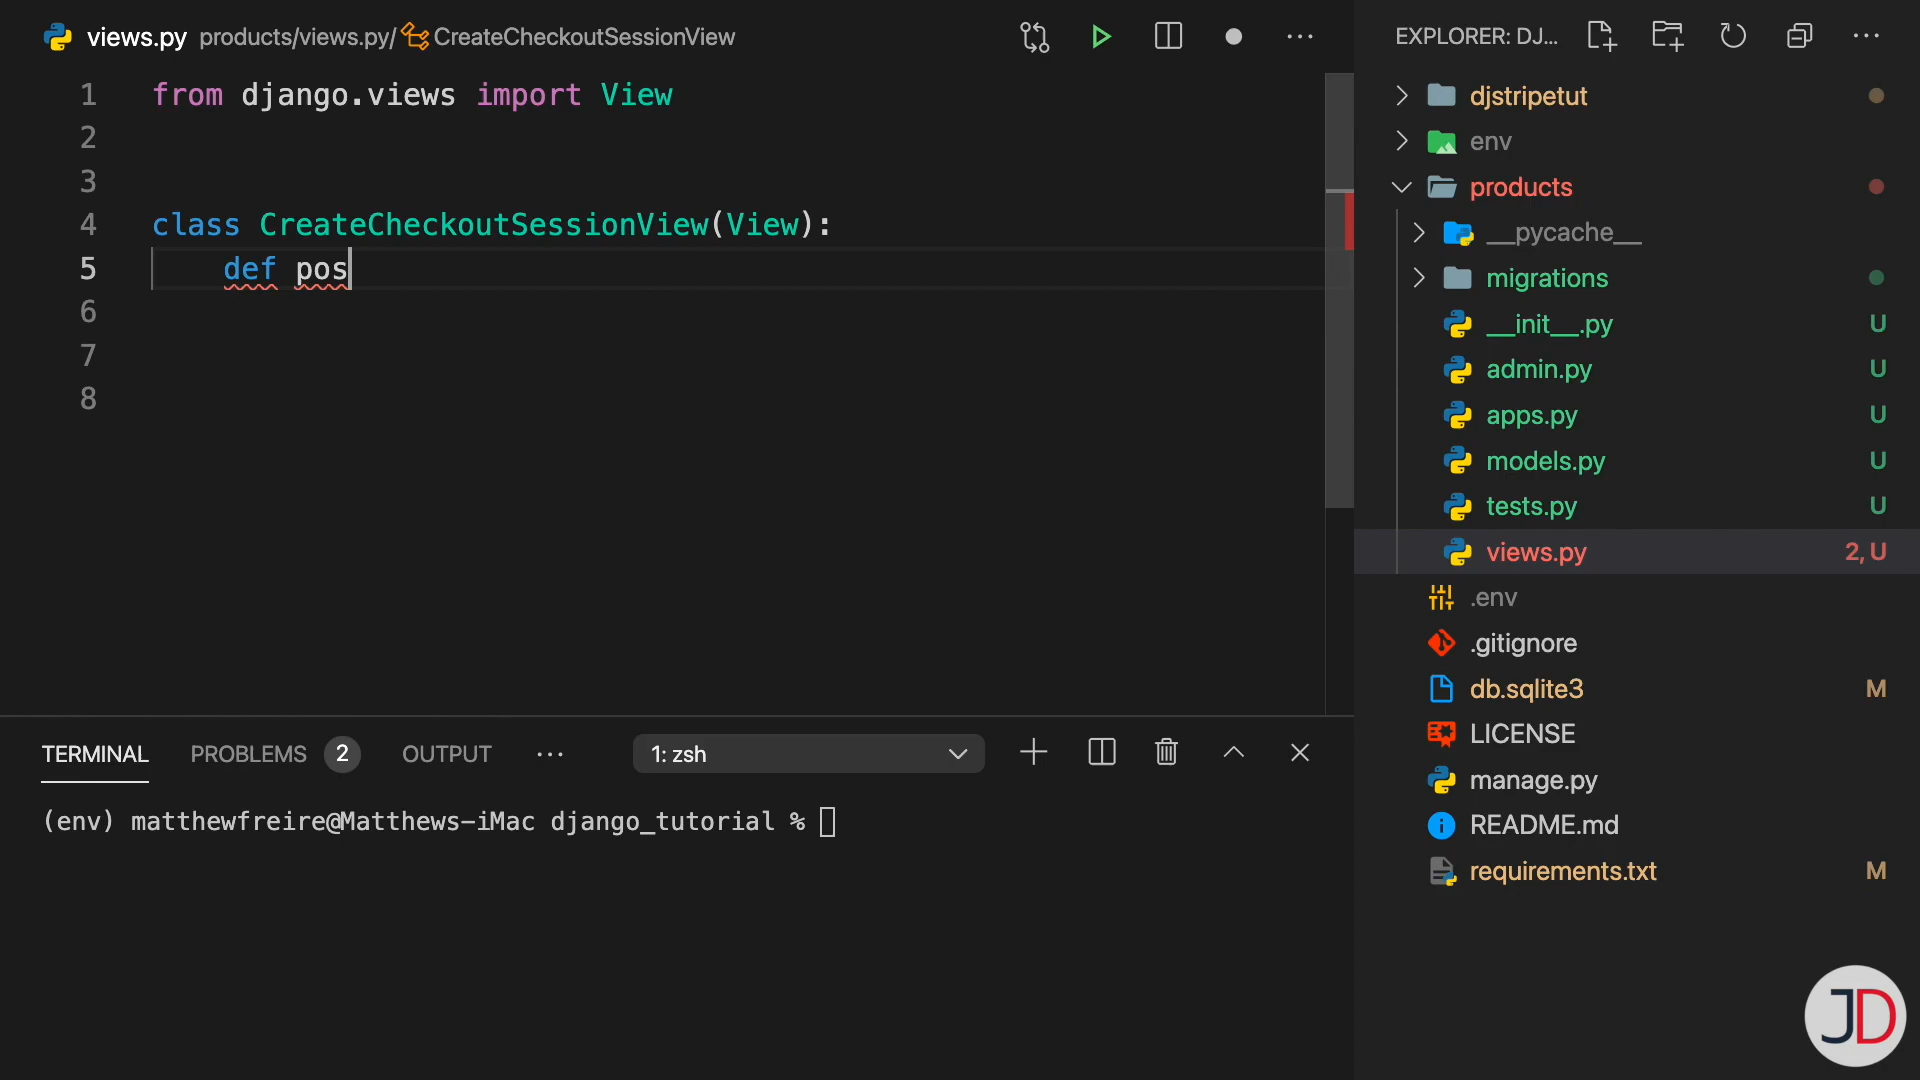 views.py products/views.py/ CreateCheckoutSessionView
1 from django.views import View
2
3
4 class CreateCheckoutSessionView(View):
5 def pos
6
7
8
TERMINAL PROBLEMS 2 OUTPUT ··· 1: zsh
(env) matthewfreire@Matthews-iMac django_tutorial %
EXPLORER: DJ...
djstripetut
env
products
__pycache__
migrations
__init__.py U
admin.py U
apps.py U
models.py U
tests.py U
views.py 2, U
.env
.gitignore
db.sqlite3 M
LICENSE
manage.py
README.md
requirements.txt M
JD